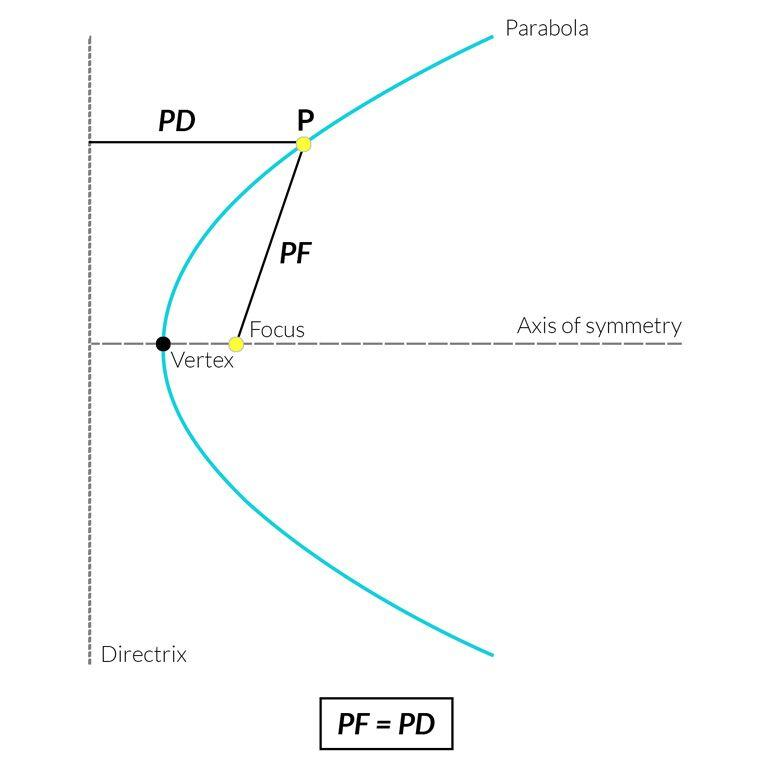 Parabola
PD
P
PF
Focus
Axis of symmetry
Vertex
Directrix
PF = PD